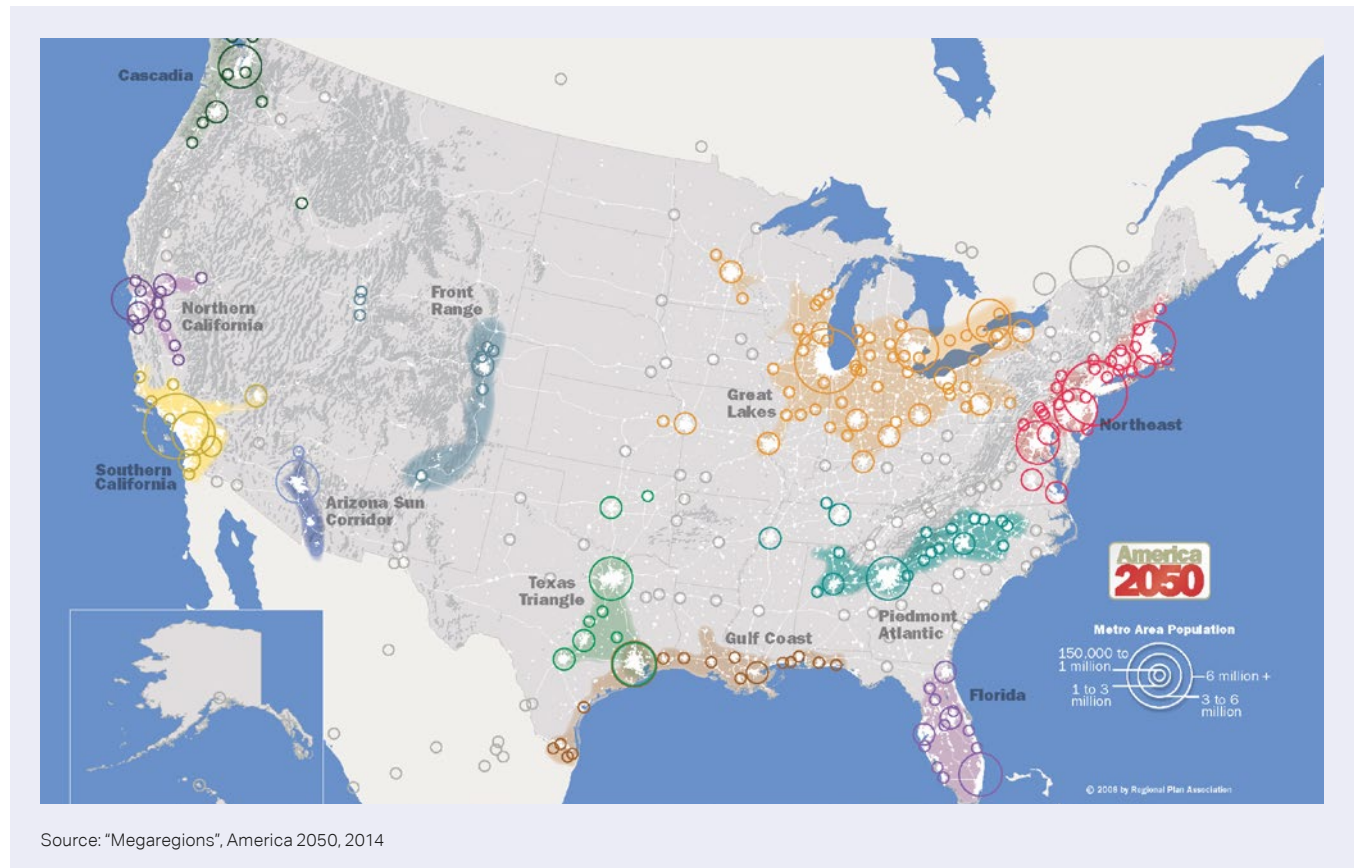 Cascadia
Northern
California
Front
Range
Great
Lakes
Northeast
Southern
California
Arizona Sun
Corridor
Texas
Triangle
Gulf Coast
Piedmont
Atlantic
Florida
America
2050
Metro Area Population
150.000 to
1 million
1 to 3
million
6 million +
3 to 6
million
© 2008 by Regional Plan Association
Source: “Megaregions”, America 2050, 2014